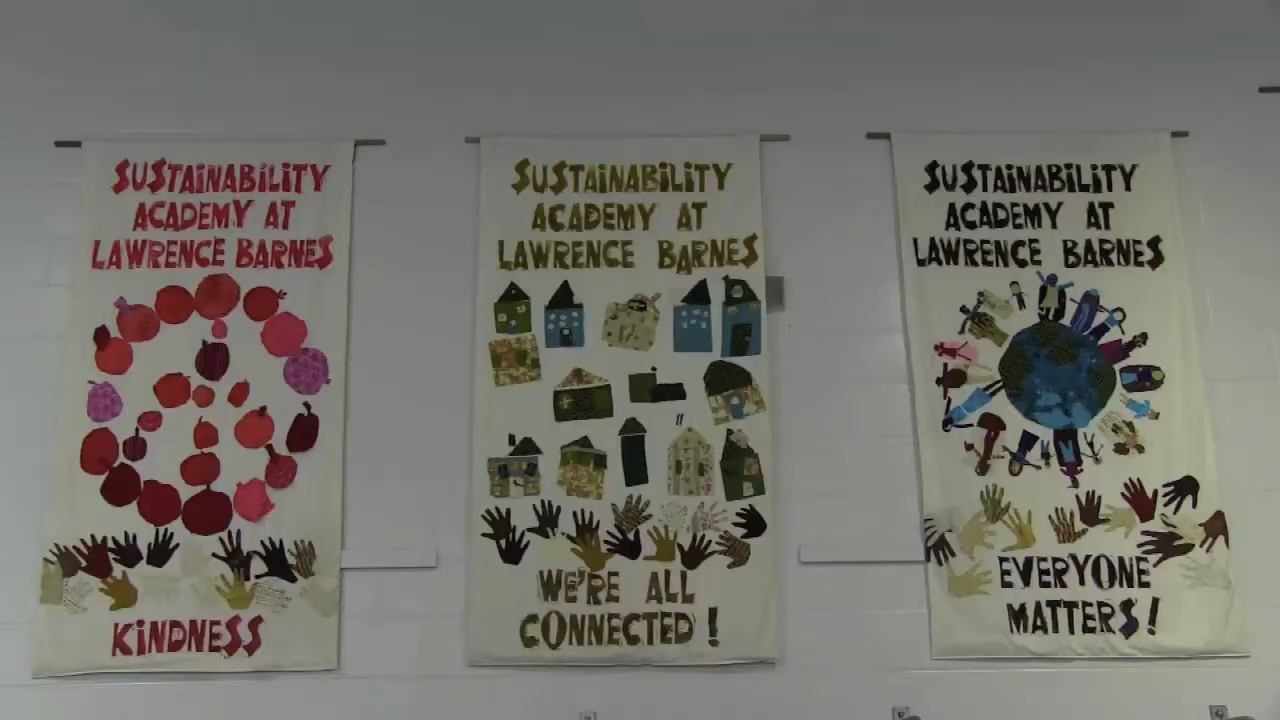 SUSTAINABILITY
ACADEMY AT
LAWRENCE BARNES
KINDNESS
SUSTAINABILITY
ACADEMY AT
LAWRENCE BARNES
WE'RE ALL
CONNECTED!
SUSTAINABILITY
ACADEMY AT
LAWRENCE BARNES
EVERYONE
MATTERS!